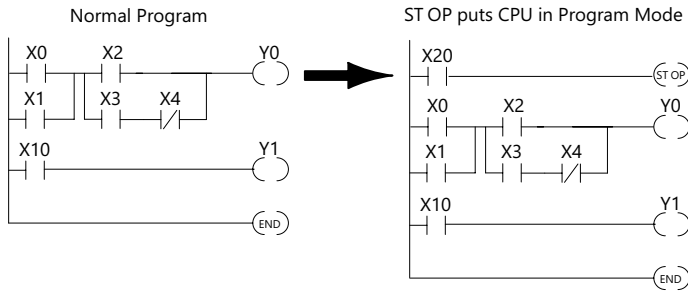 Normal Program
X0 X2 Y0
X1 X3 X4
X10 Y1
END
ST OP puts CPU in Program Mode
X20
ST OP
X0 X2 Y0
X1 X3 X4
X10 Y1
END